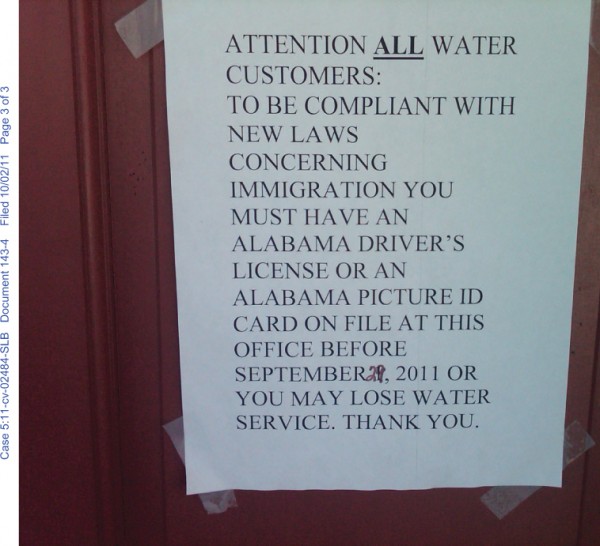 Case 5:11-cv-02484-SLB Document 143-4 Filed 10/02/11 Page 3 of 3
ATTENTION ALL WATER
CUSTOMERS:
TO BE COMPLIANT WITH
NEW LAWS
CONCERNING
IMMIGRATION YOU
MUST HAVE AN
ALABAMA DRIVER'S
LICENSE OR AN
ALABAMA PICTURE ID
CARD ON FILE AT THIS
OFFICE BEFORE
SEPTEMBER , 2011 OR
YOU MAY LOSE WATER
SERVICE. THANK YOU.